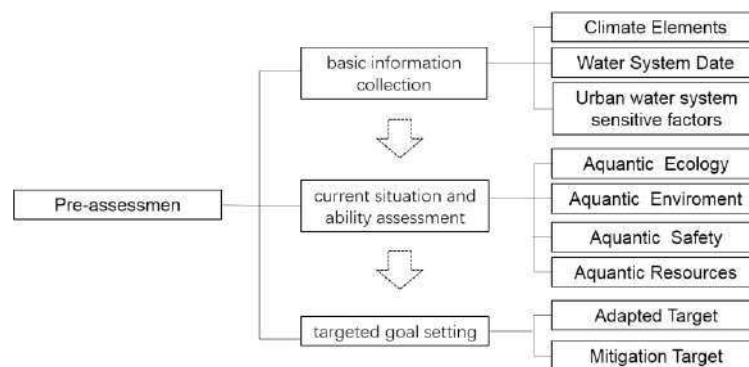 Climate Elements
basic information
collection
Water System Date
Urban water system
sensitive factors
Aquantic Ecology
Pre-assessmen
current situation and
ability assessment
Aquantic Enviroment
Aquantic Safety
Aquantic Resources
targeted goal setting
Adapted Target
Mitigation Target